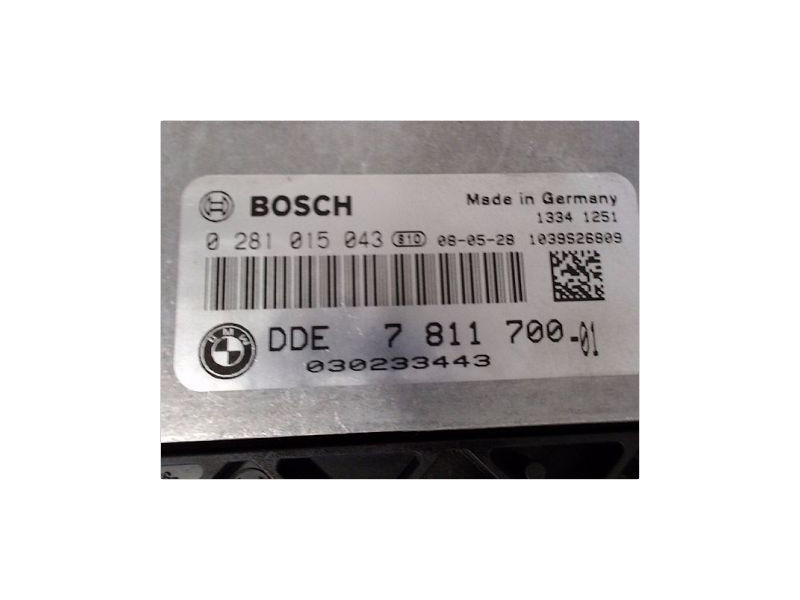 BOSCH Made in Germany
1334 1251
0 281 015 043 810 08-05-28 1039S26809
BMW DDE 7 811 700-01
030233443